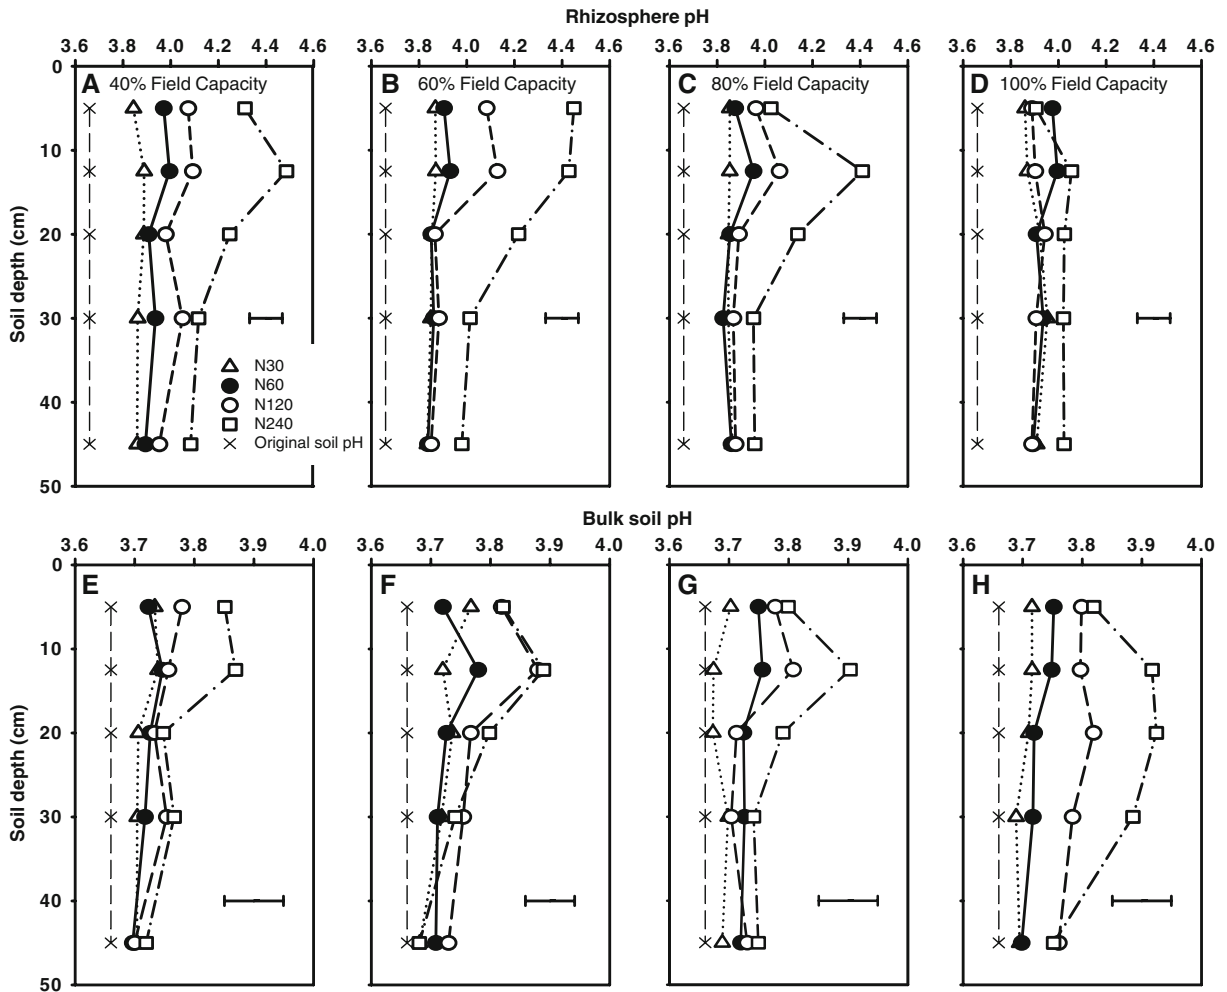 Rhizosphere pH
3.6 3.8 4.0 4.2 4.4 4.6 3.6 3.8 4.0 4.2 4.4 4.6 3.6 3.8 4.0 4.2 4.4 4.6 3.6 3.8 4.0 4.2 4.4 4.6
A 40% Field Capacity
B 60% Field Capacity
C 80% Field Capacity
D 100% Field Capacity
Soil depth (cm)
0
10
20
30
40
50
N30
N60
N120
N240
Original soil pH
Bulk soil pH
3.6 3.7 3.8 3.9 4.0 3.6 3.7 3.8 3.9 4.0 3.6 3.7 3.8 3.9 4.0 3.6 3.7 3.8 3.9 4.0
E
F
G
H
Soil depth (cm)
0
10
20
30
40
50